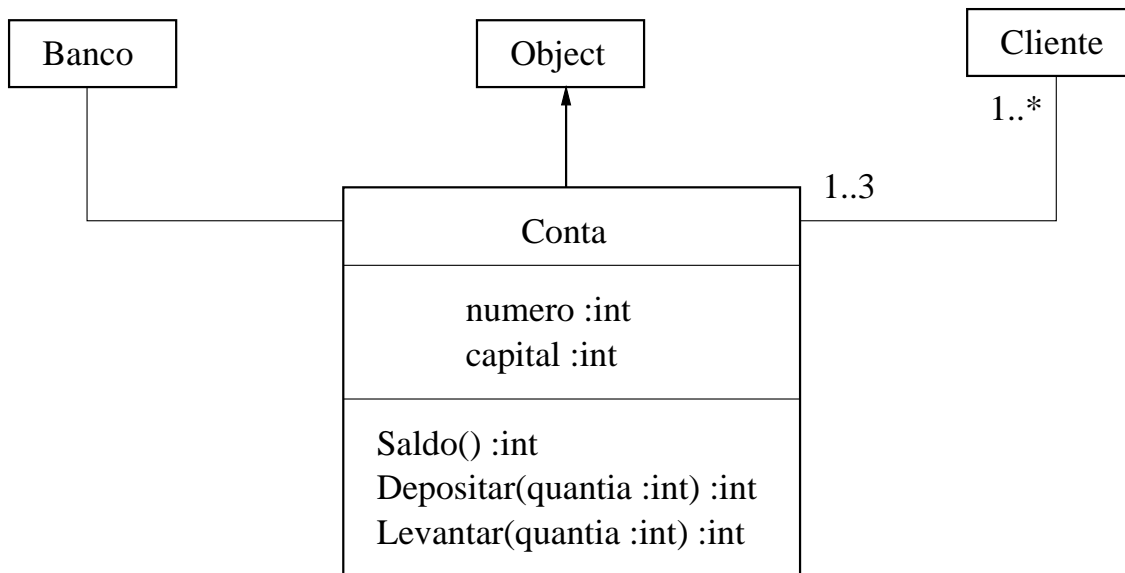 Banco
Object
Cliente
1..*
1..3
Conta
numero :int
capital :int
Saldo() :int
Depositar(quantia :int) :int
Levantar(quantia :int) :int